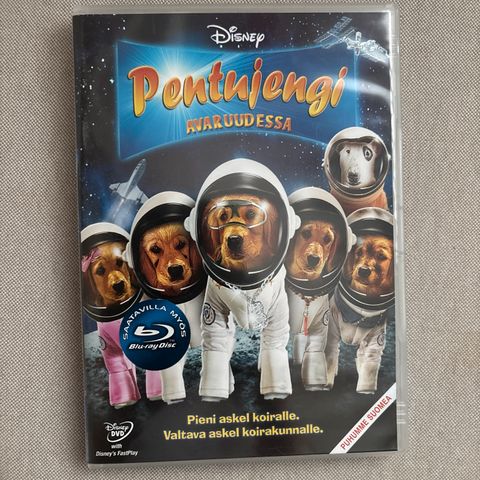 Disney
Pentujengi
AVARUUDESSA
SAATAVILLA MYÖS
Blu-ray Disc™
Pieni askel koiralle.
Valtava askel koirakunnalle.
Disney
DVD
with
Disney's FastPlay
PUHUMME SUOMEA